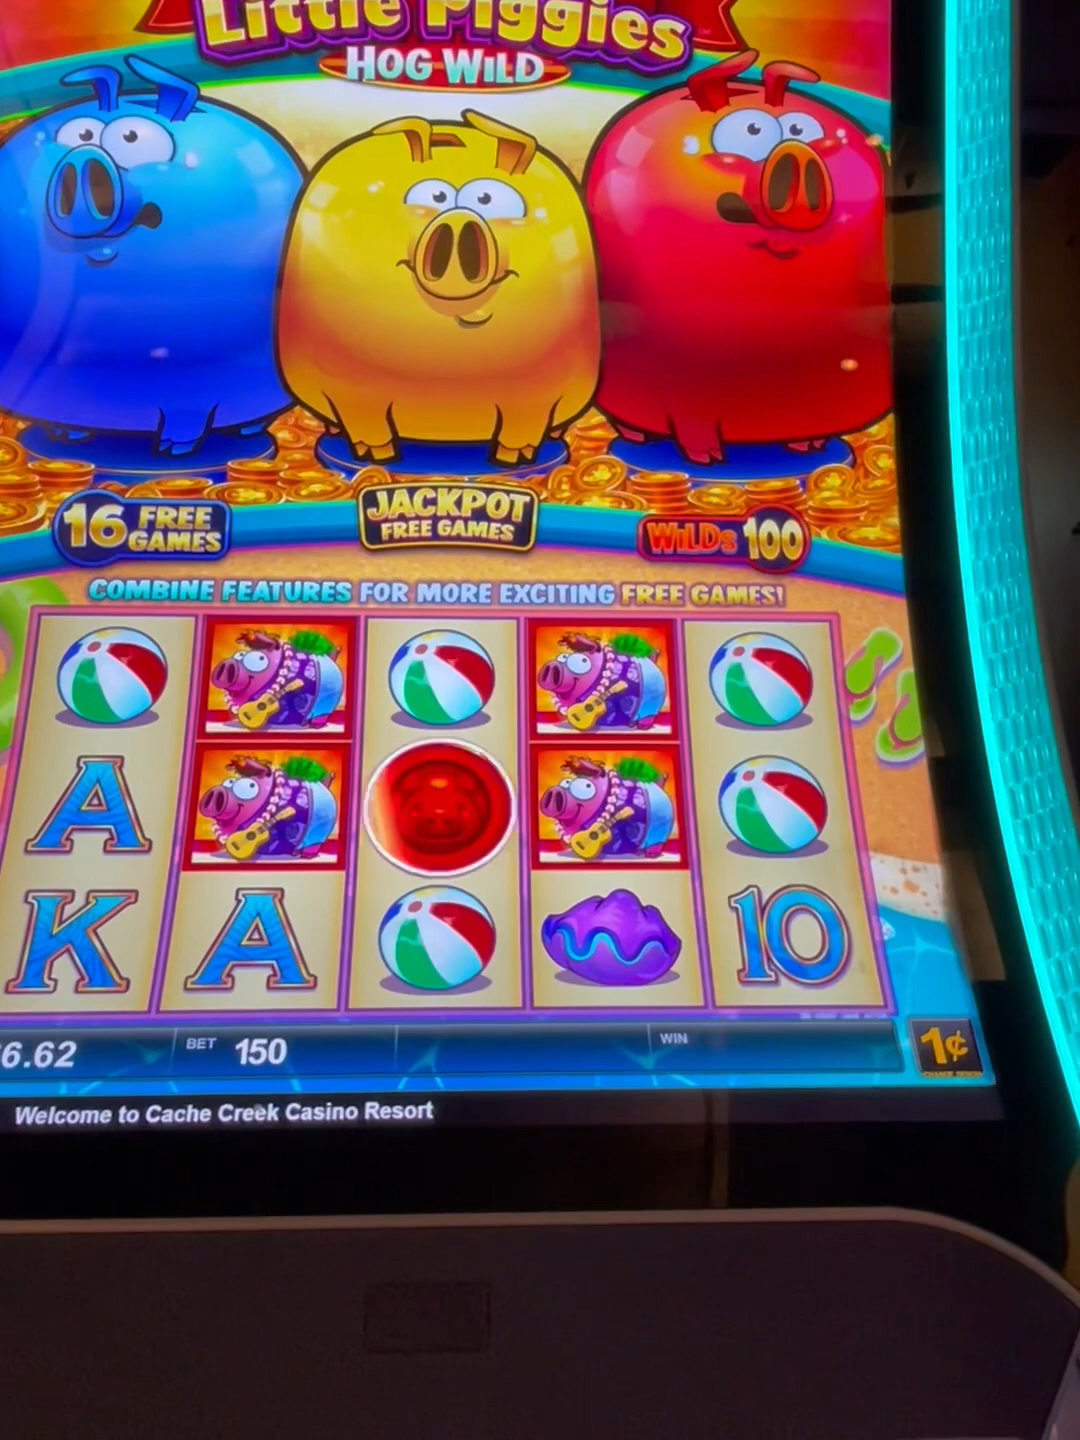 Little Piggies
HOG WILD
16 FREE GAMES
JACKPOT
FREE GAMES
WILDS 100
COMBINE FEATURES FOR MORE EXCITING FREE GAMES!
A
K
A
10
6.62
BET 150
WIN
1¢
Welcome to Cache Creek Casino Resort